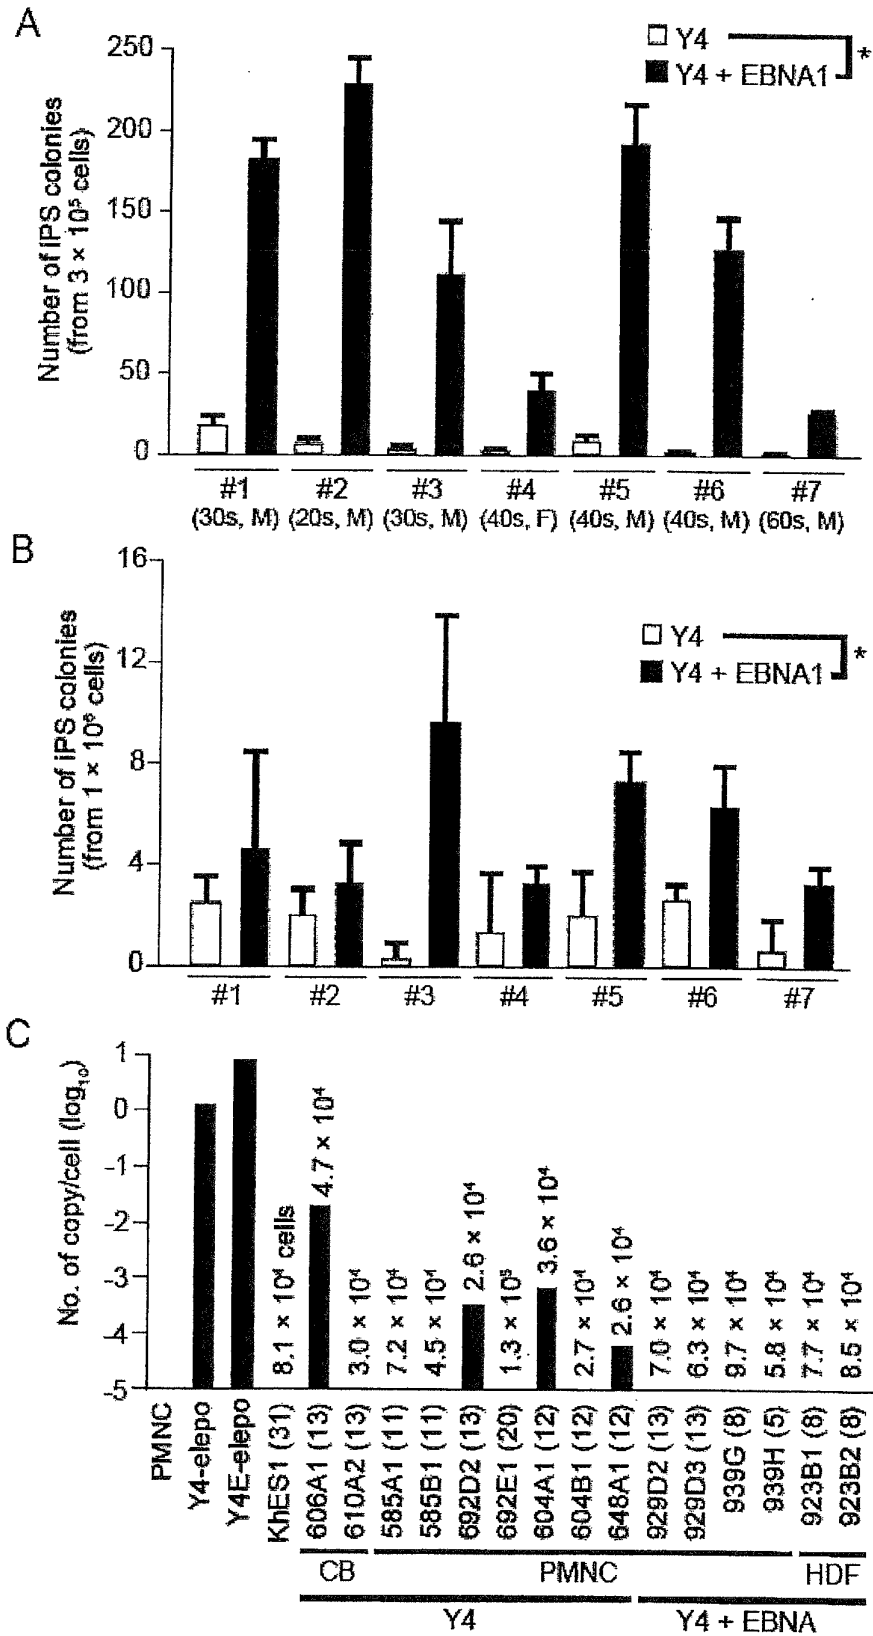 A
250
200
150
100
50
0
Number of iPS colonies
(from 3 × 10⁵ cells)
Y4
Y4 + EBNA1
*
#1 #2 #3 #4 #5 #6 #7
(30s, M) (20s, M) (30s, M) (40s, F) (40s, M) (40s, M) (60s, M)
B
16
12
8
4
0
Number of iPS colonies
Y4
Y4 + EBNA1
*
#1 #2 #3 #4 #5 #6 #7
C
1
0
-1
-2
-3
-4
-5
No. of copy/cell (log₁₀)
8.1 × 10⁴ cells
4.7 × 10⁴
3.0 × 10⁴
7.2 × 10⁴
4.5 × 10⁴
2.6 × 10⁴
1.3 × 10⁵
3.6 × 10⁴
2.7 × 10⁴
2.6 × 10⁴
7.0 × 10⁴
6.3 × 10⁴
9.7 × 10⁴
5.8 × 10⁴
7.7 × 10⁴
8.5 × 10⁴
PMNC
Y4-elepo
Y4E-elepo
KhES1 (31)
606A1 (13)
610A2 (13)
585A1 (11)
585B1 (11)
692D2 (13)
692E1 (20)
604A1 (12)
604B1 (12)
648A1 (12)
929D2 (13)
929D3 (13)
939G (8)
939H (5)
923B1 (8)
923B2 (8)
CB PMNC HDF
Y4 Y4 + EBNA